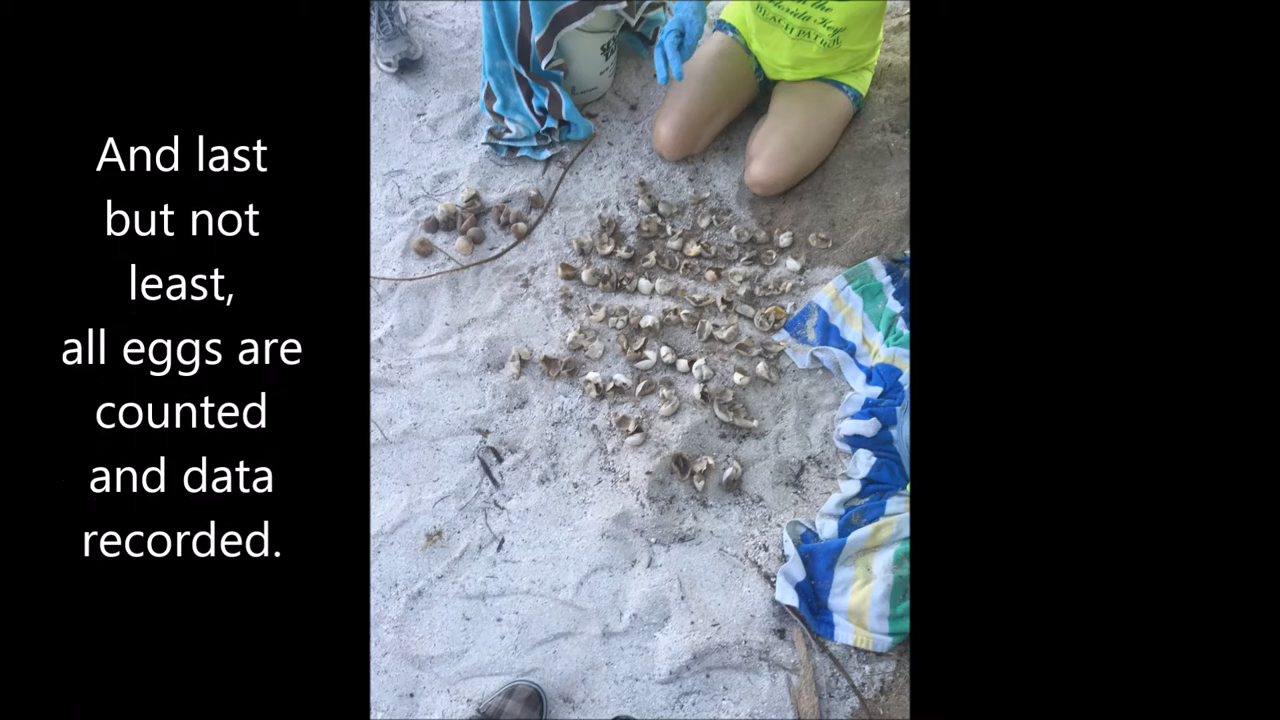 And last
but not
least,
all eggs are
counted
and data
recorded.
BEACH PATROL